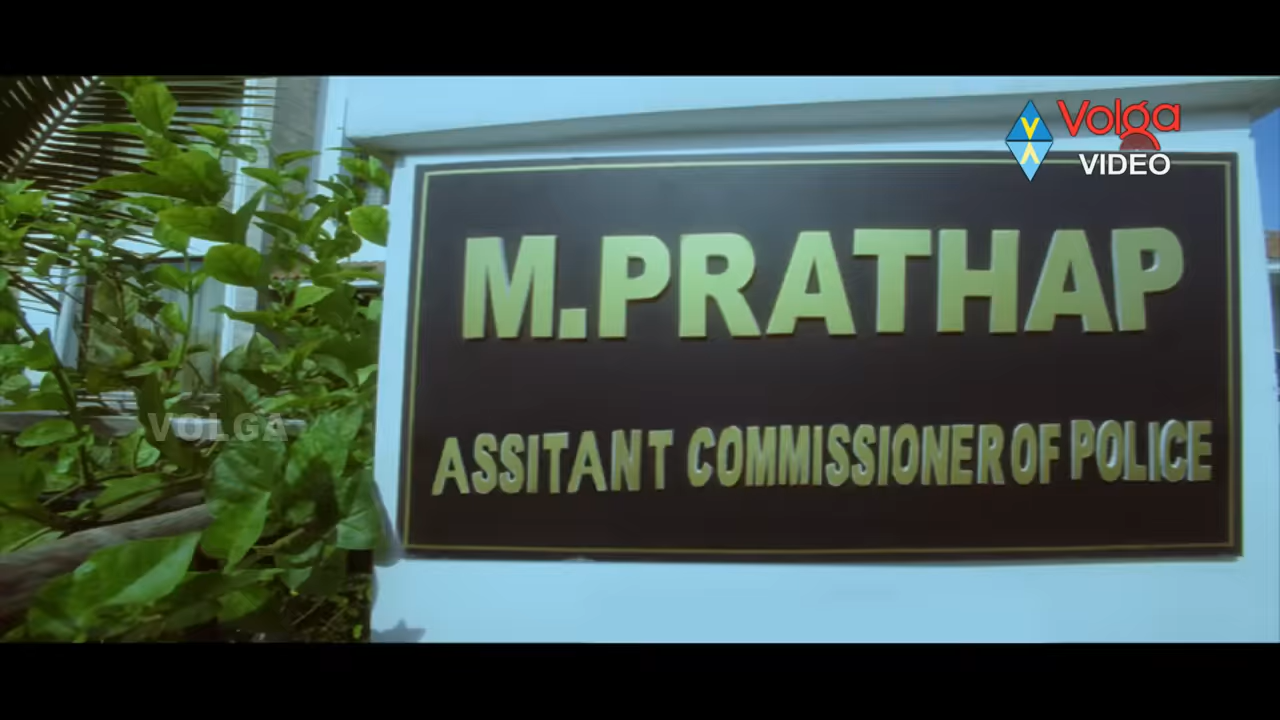 Volga
VIDEO
M.PRATHAP
VOLGA
ASSITANT COMMISSIONER OF POLICE